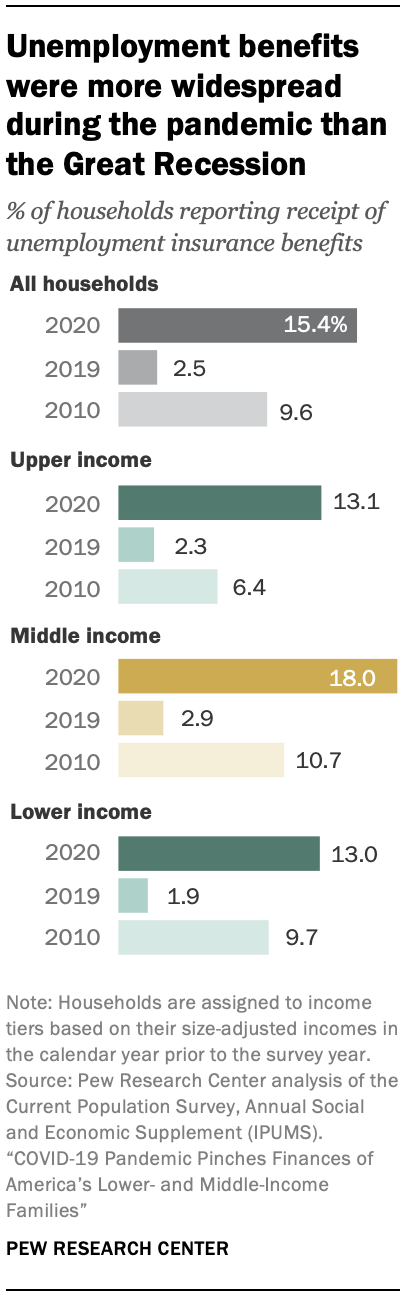 Unemployment benefits
were more widespread
during the pandemic than
the Great Recession
% of households reporting receipt of
unemployment insurance benefits
All households
2020 15.4%
2019 2.5
2010 9.6
Upper income
2020 13.1
2019 2.3
2010 6.4
Middle income
2020 18.0
2019 2.9
2010 10.7
Lower income
2020 13.0
2019 1.9
2010 9.7
Note: Households are assigned to income
tiers based on their size-adjusted incomes in
the calendar year prior to the survey year.
Source: Pew Research Center analysis of the
Current Population Survey, Annual Social
and Economic Supplement (IPUMS).
“COVID-19 Pandemic Pinches Finances of
America’s Lower- and Middle-Income
Families”
PEW RESEARCH CENTER